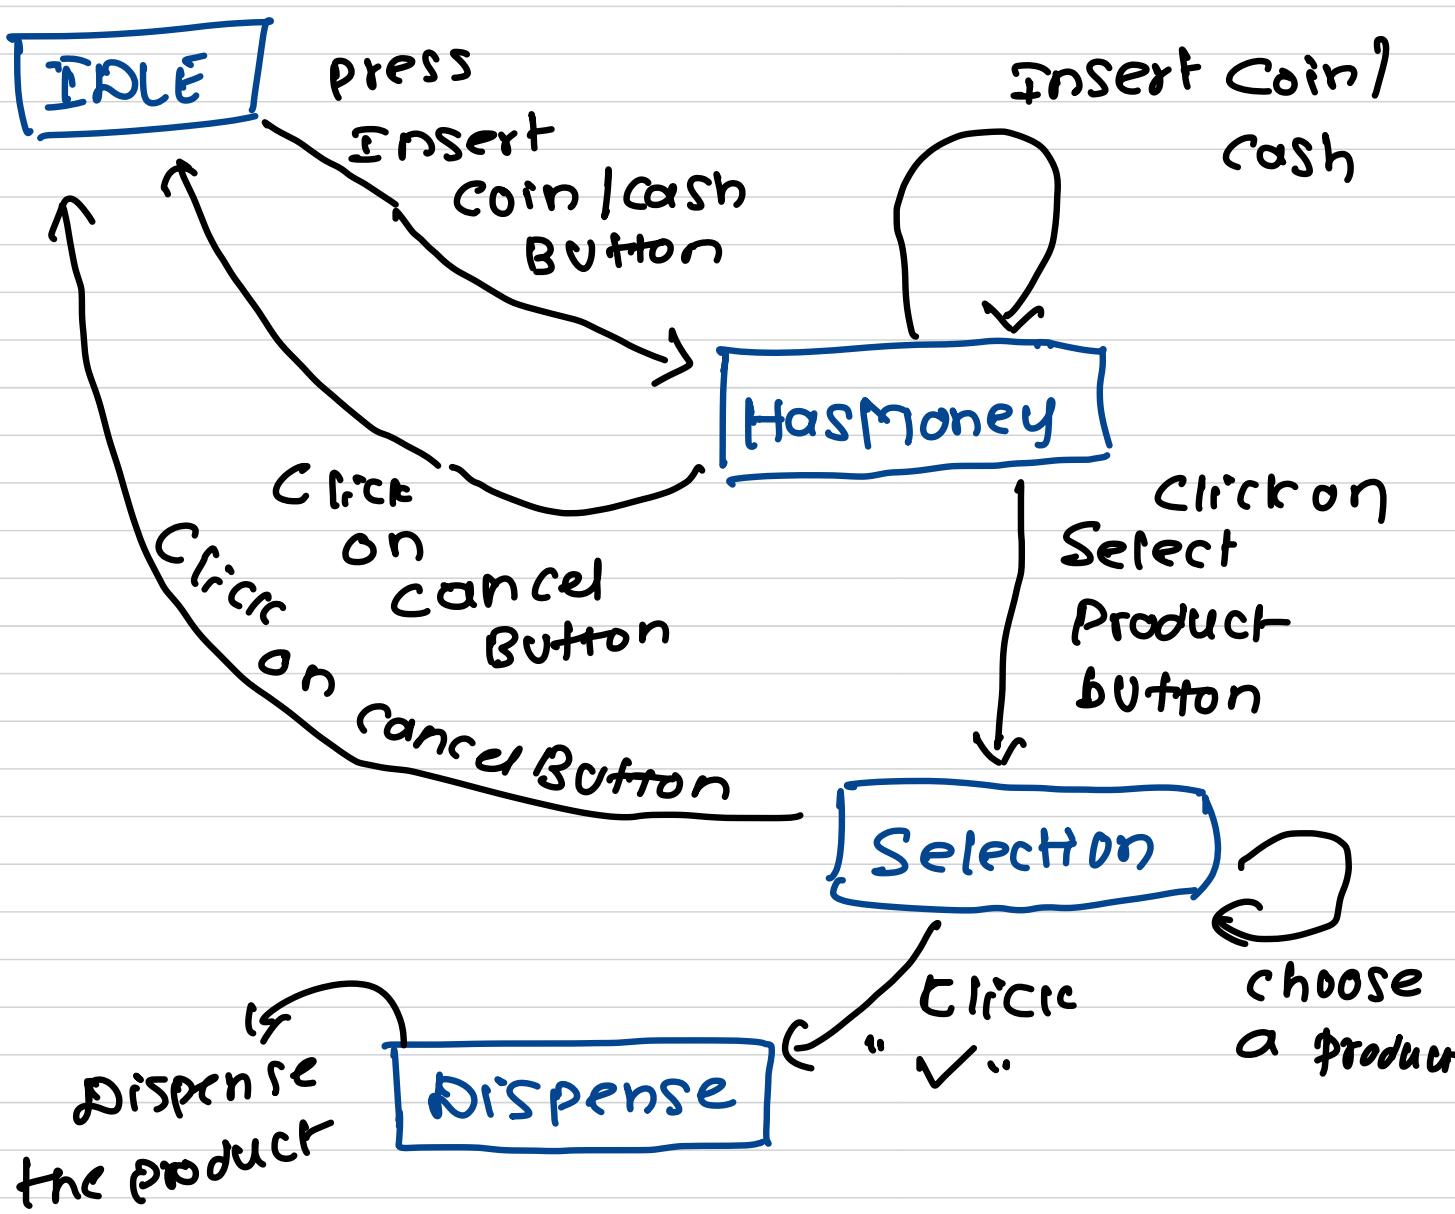 IDLE
press
Insert
coin/cash
Button
Insert Coin/
cash
HasMoney
Click
on
cancel
Button
Click on
Select
Product
button
Click
on
cancel Button
Selection
choose
a product
Click
"✓"
Dispense
Dispense
the product